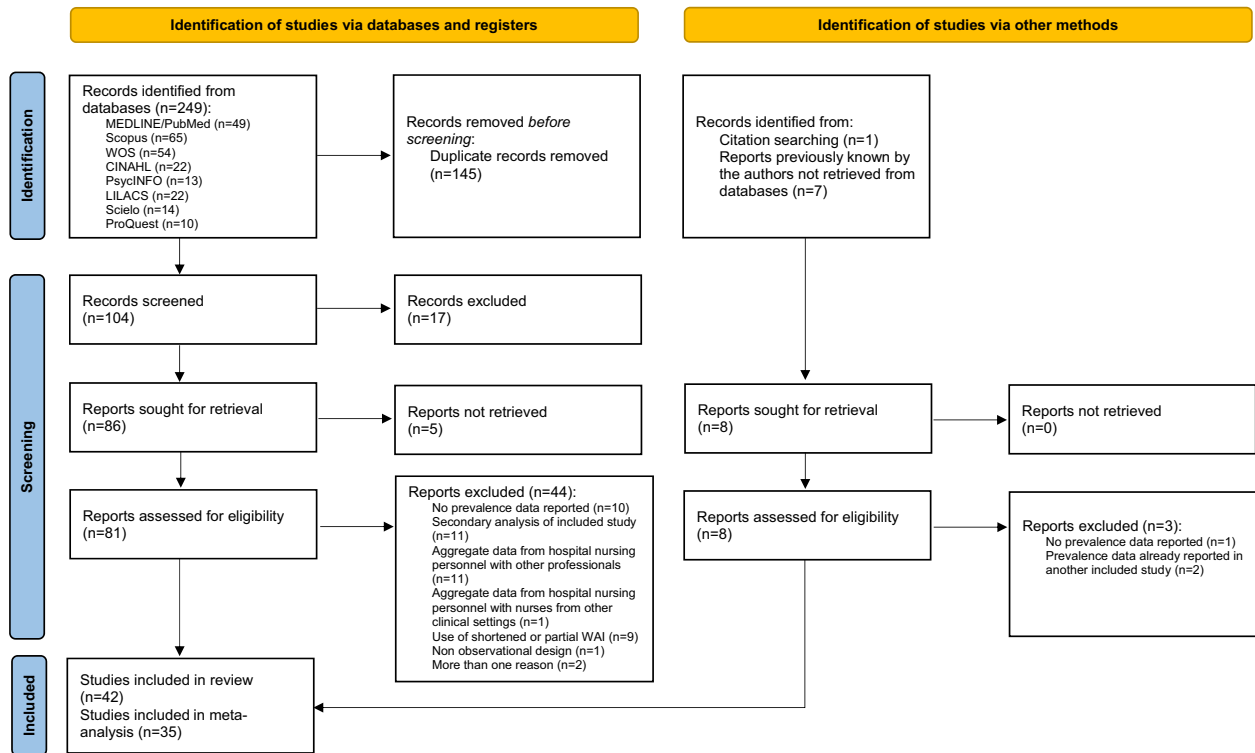 Identification of studies via databases and registers
Identification of studies via other methods
Identification
Records identified from
databases (n=249):
MEDLINE/PubMed (n=49)
Scopus (n=65)
WOS (n=54)
CINAHL (n=22)
PsycINFO (n=13)
LILACS (n=22)
Scielo (n=14)
ProQuest (n=10)
Records removed before
screening:
Duplicate records removed
(n=145)
Records identified from:
Citation searching (n=1)
Reports previously known by
the authors not retrieved from
databases (n=7)
Screening
Records screened
(n=104)
Records excluded
(n=17)
Reports sought for retrieval
(n=86)
Reports not retrieved
(n=5)
Reports sought for retrieval
(n=8)
Reports not retrieved
(n=0)
Reports assessed for eligibility
(n=81)
Reports excluded (n=44):
No prevalence data reported (n=10)
Secondary analysis of included study
(n=11)
Aggregate data from hospital nursing
personnel with other professionals
(n=11)
Aggregate data from hospital nursing
personnel with nurses from other
clinical settings (n=1)
Use of shortened or partial WAI (n=9)
Non observational design (n=1)
More than one reason (n=2)
Reports assessed for eligibility
(n=8)
Reports excluded (n=3):
No prevalence data reported (n=1)
Prevalence data already reported in
another included study (n=2)
Included
Studies included in review
(n=42)
Studies included in meta-
analysis (n=35)